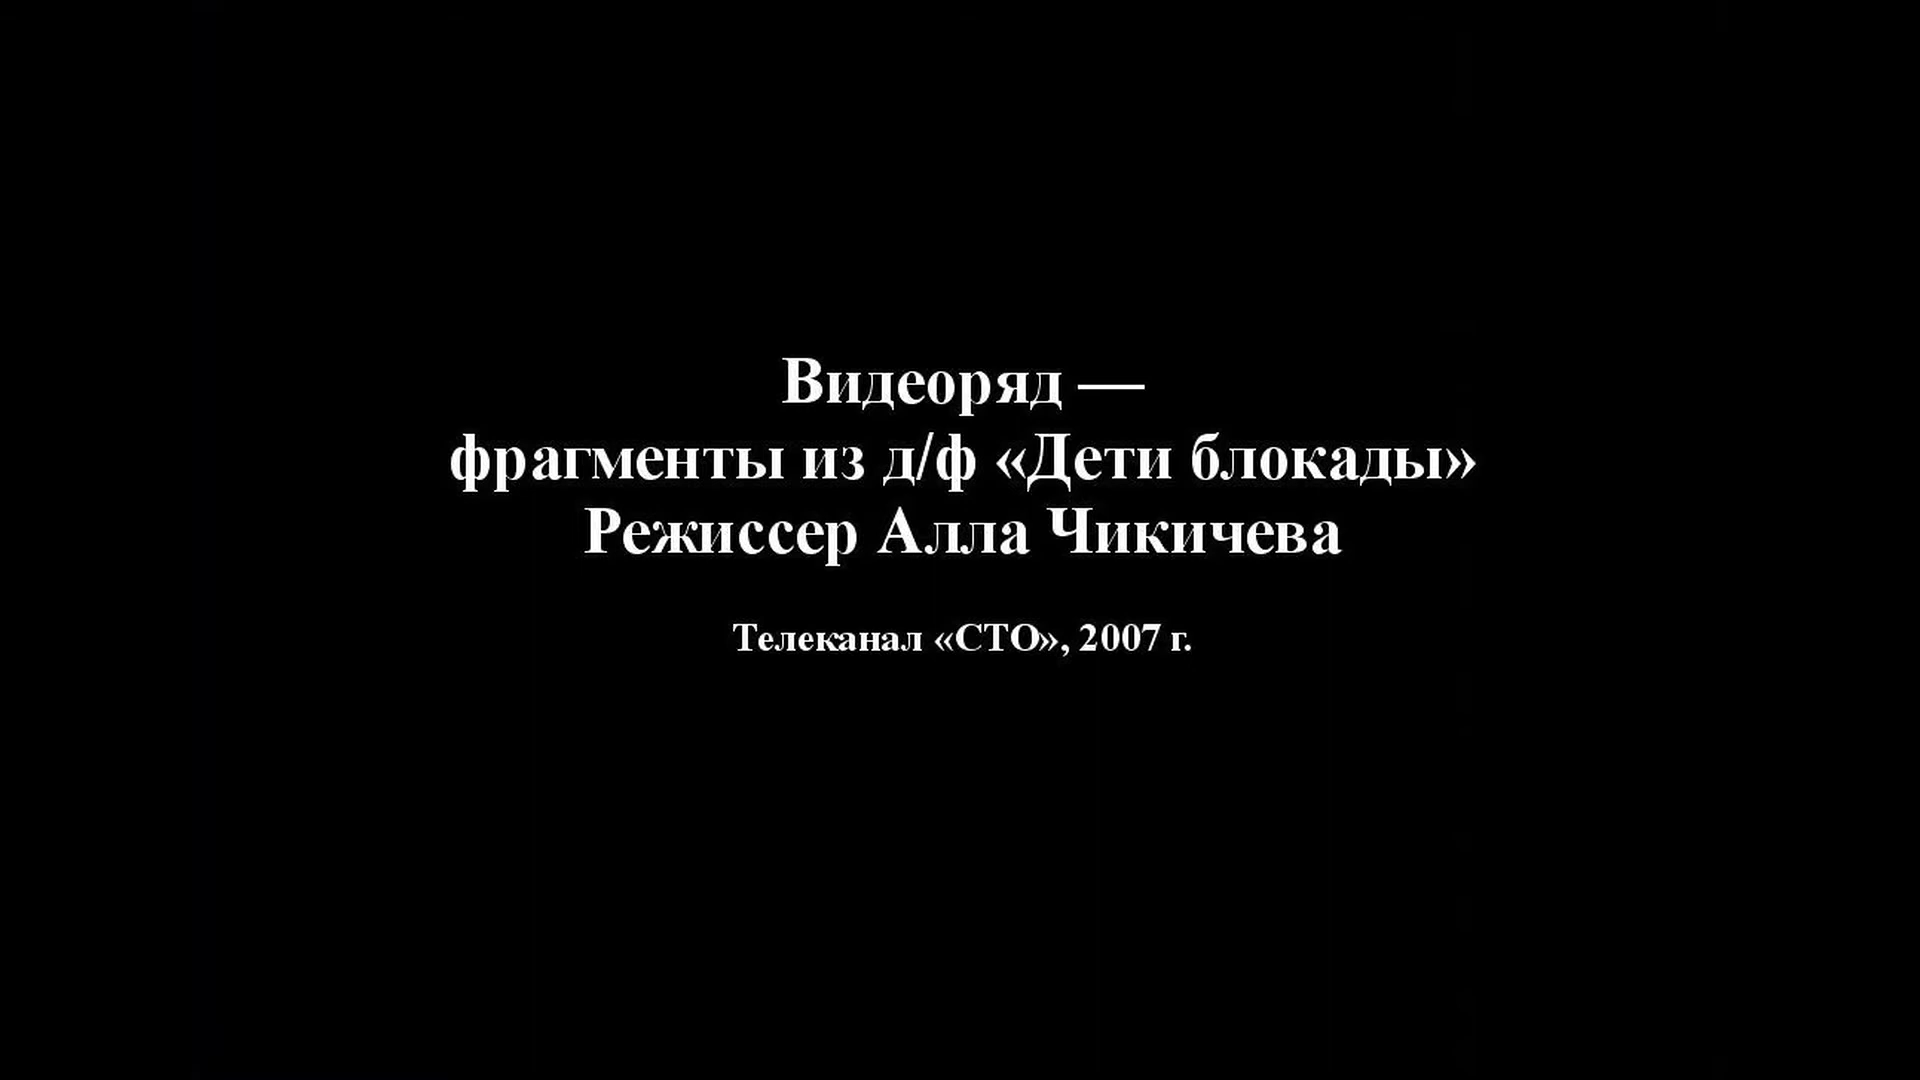 Видеоряд —
фрагменты из д/ф «Дети блокады»
Режиссер Алла Чикичева
Телеканал «СТО», 2007 г.